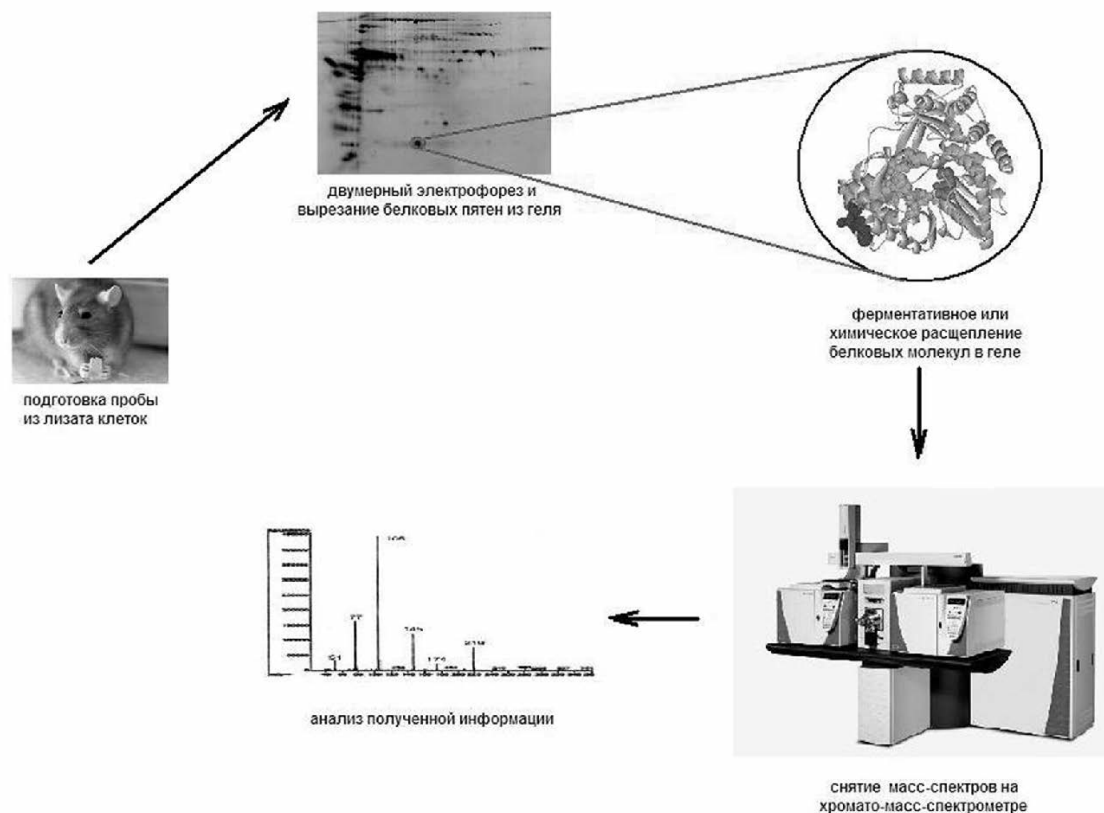 двумерный электрофорез и
вырезание белковых пятен из геля
ферментативное или
химическое расщепление
белковых молекул в геле
подготовка пробы
из лизата клеток
анализ полученной информации
снятие масс-спектров на
хромато-масс-спектрометре